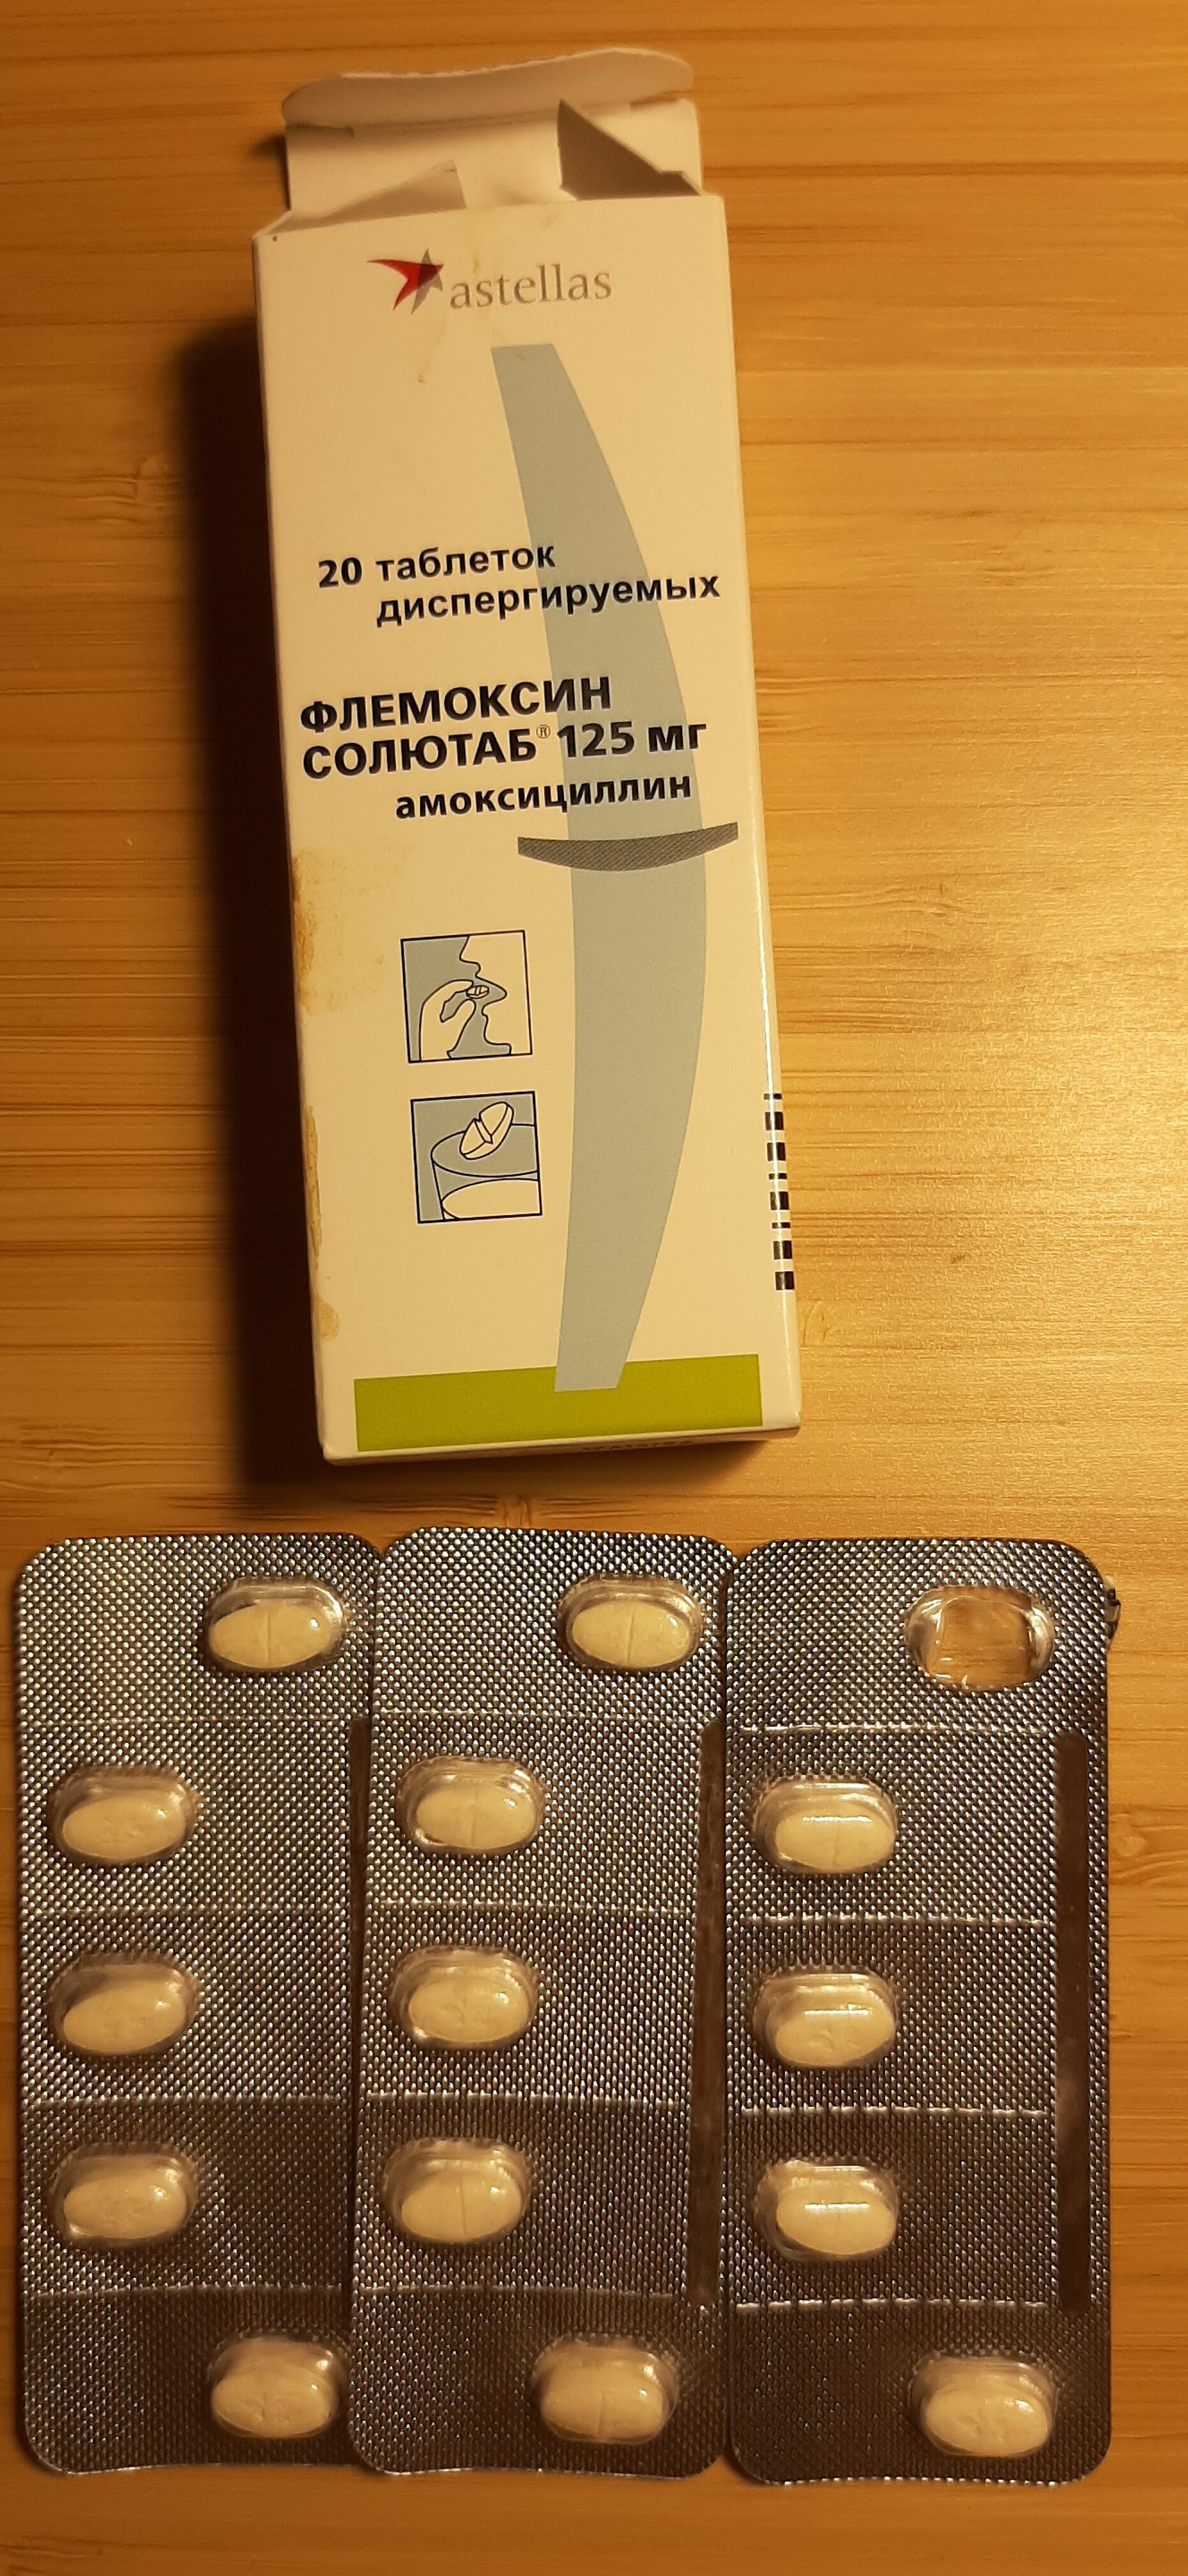 astellas
20 таблеток
диспергируемых
ФЛЕМОКСИН
СОЛЮТАБ® 125 мг
амоксициллин